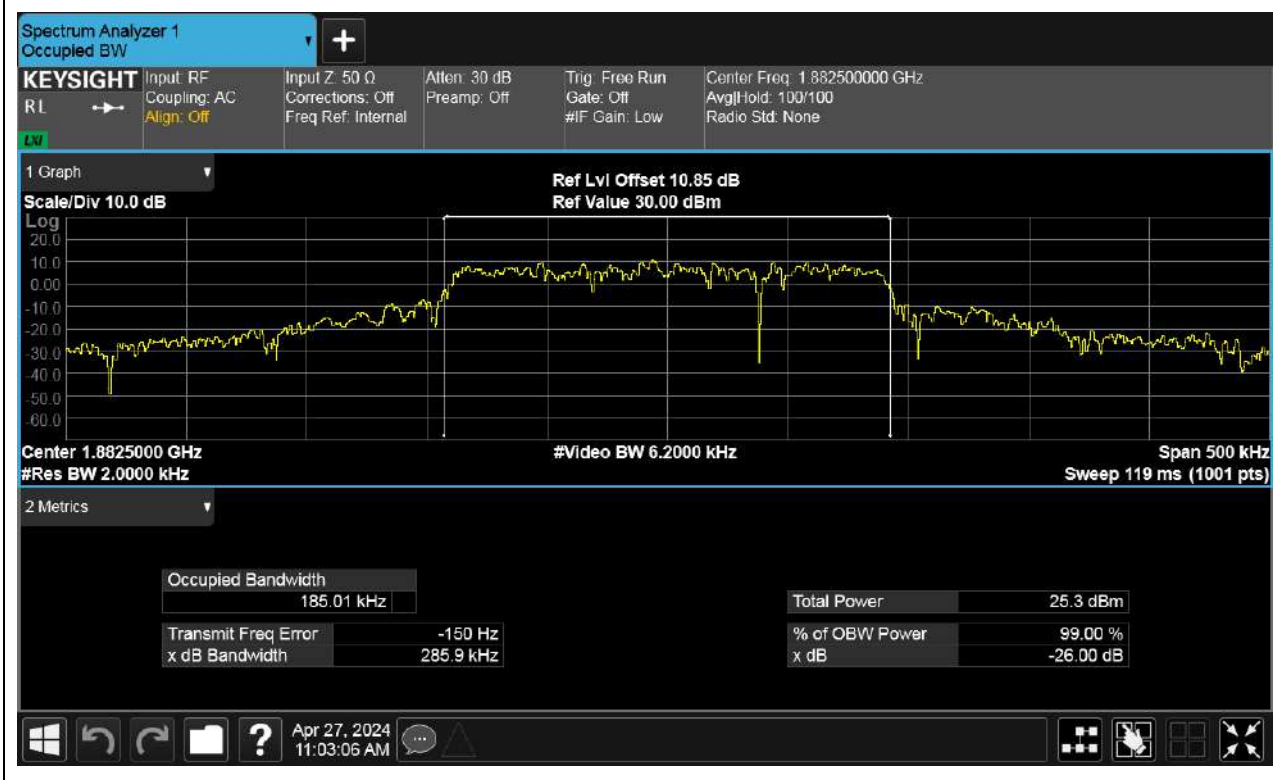 Spectrum Analyzer 1
Occupied BW
KEYSIGHT
RL
LXI
Input: RF
Coupling: AC
Align: Off
Input Z: 50 Ω
Corrections: Off
Freq Ref: Internal
Atten: 30 dB
Preamp: Off
Trig: Free Run
Gate: Off
#IF Gain: Low
Center Freq: 1.882500000 GHz
Avg|Hold: 100/100
Radio Std: None
1 Graph
Scale/Div 10.0 dB
Ref Lvl Offset 10.85 dB
Ref Value 30.00 dBm
Log
20.0
10.0
0.00
-10.0
-20.0
-30.0
-40.0
-50.0
-60.0
Center 1.8825000 GHz
#Video BW 6.2000 kHz
Span 500 kHz
#Res BW 2.0000 kHz
Sweep 119 ms (1001 pts)
2 Metrics
Occupied Bandwidth
185.01 kHz
Total Power 25.3 dBm
Transmit Freq Error -150 Hz
% of OBW Power 99.00 %
x dB Bandwidth 285.9 kHz
x dB -26.00 dB
?
Apr 27, 2024
11:03:06 AM